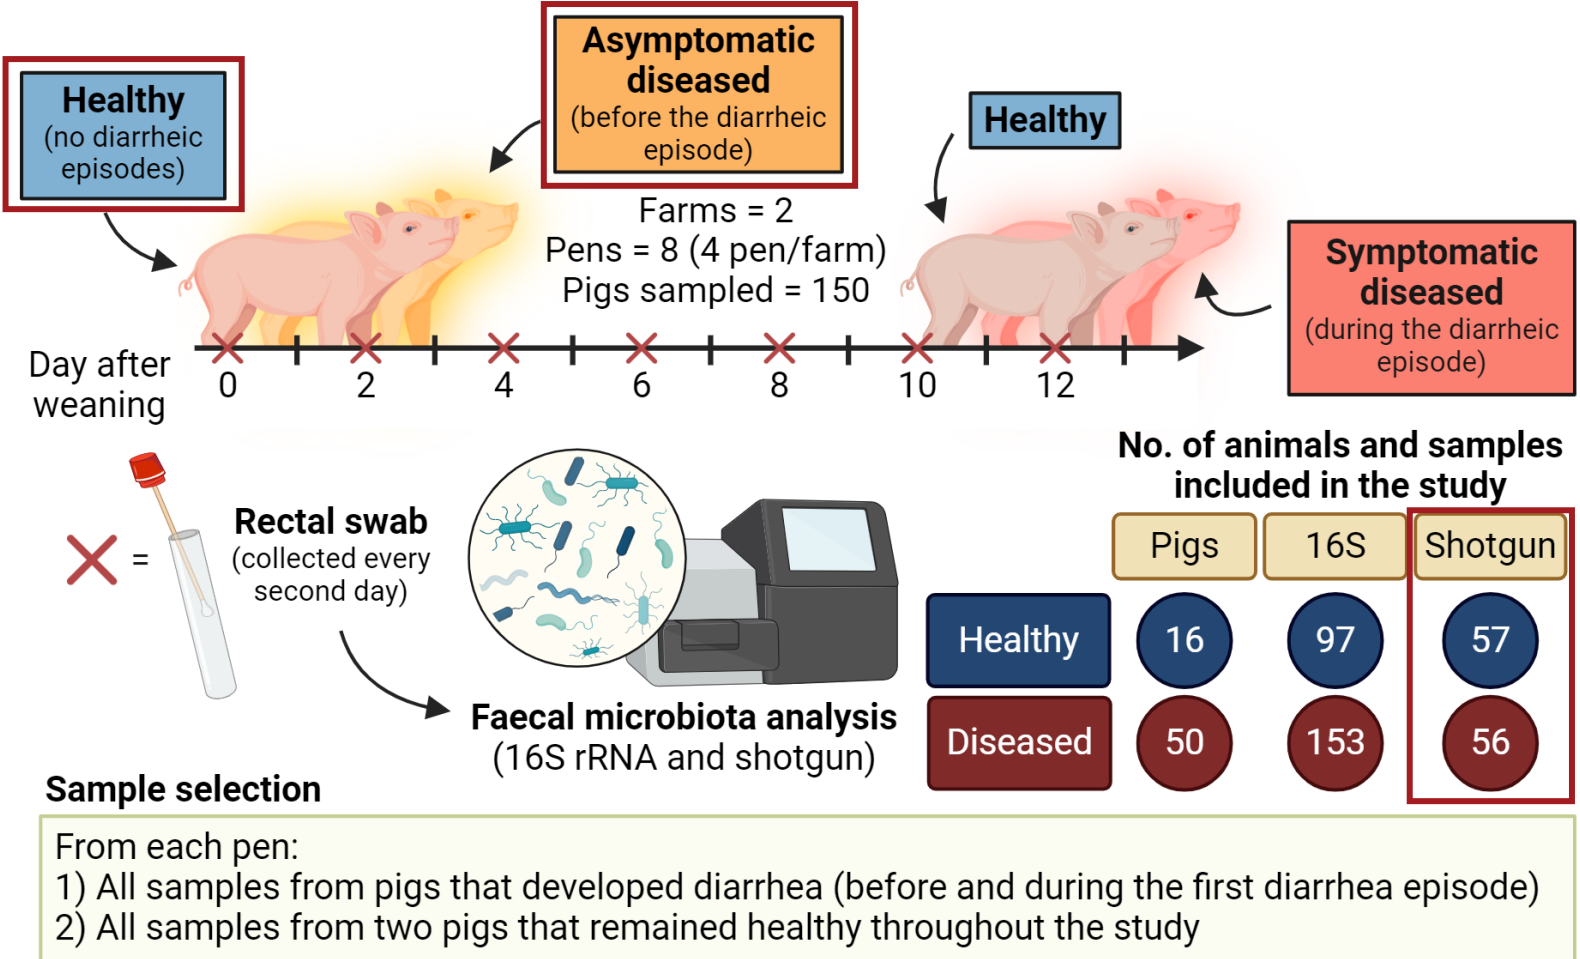 Healthy
(no diarrheic
episodes)
Asymptomatic
diseased
(before the diarrheic
episode)
Healthy
Symptomatic
diseased
(during the diarrheic
episode)
Farms = 2
Pens = 8 (4 pen/farm)
Pigs sampled = 150
Day after
weaning
0 2 4 6 8 10 12
=
Rectal swab
(collected every
second day)
Faecal microbiota analysis
(16S rRNA and shotgun)
No. of animals and samples
included in the study
Pigs 16S Shotgun
Healthy 16 97 57
Diseased 50 153 56
Sample selection
From each pen:
1) All samples from pigs that developed diarrhea (before and during the first diarrhea episode)
2) All samples from two pigs that remained healthy throughout the study